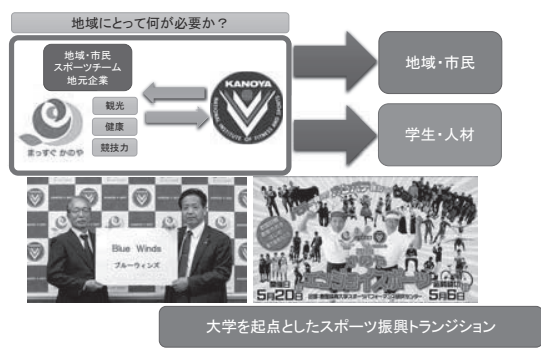 地域にとって何が必要か？
地域・市民
スポーツチーム
地元企業
観光
健康
競技力
まっすぐ かのや
KANOYA
NATIONAL INSTITUTE OF FITNESS AND SPORTS
地域・市民
学生・人材
Blue Winds
ブルーウィンズ
開催日
5月20日
5月6日
大学を起点としたスポーツ振興トランジション